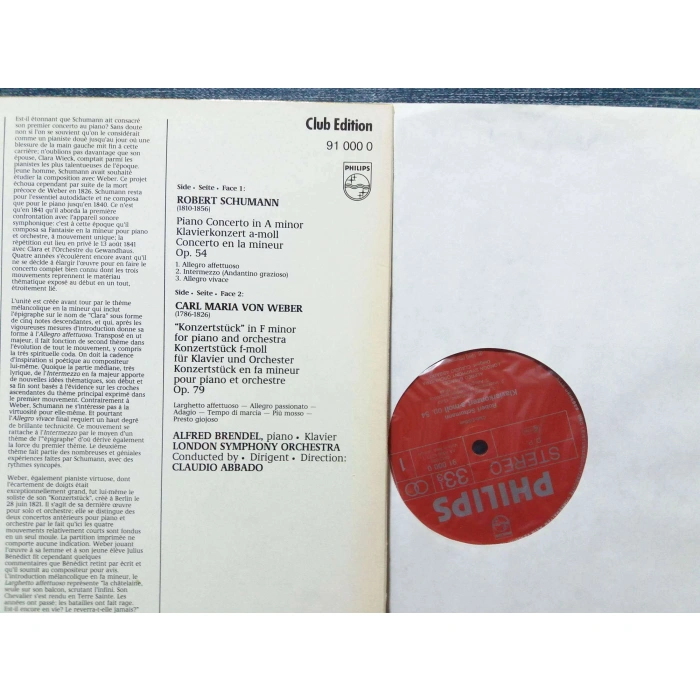 Est-il étonnant que Schumann ait consacré
son premier concerto au piano? Sans doute
non si l'on se souvient qu'on le considérait
comme un pianiste doué jusqu'au jour où une
blessure de la main gauche mit fin à cette
carrière; n'oublions pas davantage que son
épouse, Clara Wieck, comptait parmi les
pianistes les plus talentueuses de l'époque.
Jeune homme, Schumann avait souhaité
étudier la composition avec Weber. Ce projet
échoua cependant par suite de la mort
précoce de Weber en 1826. Schumann resta
pour l'essentiel autodidacte et ne composa
que pour le piano jusqu'en 1840. Ce n'est
qu'en 1841 qu'il aborda la première
confrontation avec l'appareil sonore
symphonique: c'est à cette époque qu'il
composa sa Fantaisie en la mineur pour piano
et orchestre, à mouvement unique; la
répétition eut lieu en privé le 13 août 1841
avec Clara et l'Orchestre du Gewandhaus.
Quatre années s'écoulèrent encore avant qu'il
ne se décide à élargir l'œuvre pour en faire le
concerto complet bien connu dont les trois
mouvements reprennent le matériau
thématique exposé au début en un tout,
étroitement lié.
L'unité est créée avant tour par le thème
mélancolique en la mineur qui inclut
l'épigraphe sur le nom de "Clara" sous forme
de cinq notes descendantes, et qui, après les
vigoureuses mesures d'introduction donne sa
forme à l'Allegro affettuoso. Transposé en ut
majeur, il fait fonction de second thème dans
l'évolution de tout le mouvement, y compris
la très spirituelle coda. On doit la cadence
d'inspiration si poétique au compositeur
lui-même. Quoique la partie médiane, très
lyrique, de l'Intermezzo en la majeur apporte
de nouvelles idées thématiques, son début et
sa fin sont basés à l'évidence sur les croches
ascendantes du thème principal exprimé dans
le premier mouvement. Contrairement à
Weber, Schumann ne s'intéresse pas à la
virtuosité pour elle-même. Et pourtant
l'Allegro vivace final requiert un haut degré
de brillante technicité. Ce mouvement se
rattache à l'Intermezzo par le moyen d'un
thème de l'"épigraphe" d'où dérive également
la force du premier thème. Le deuxième
thème fait partie des nombreuses et géniales
expériences faites par Schumann, avec des
rythmes syncopés.
Weber, également pianiste virtuose, dont
l'écartement de doigts était
exceptionnellement grand, fut lui-même le
soliste de son "Konzertstück", créé à Berlin le
28 juin 1821. Il s'agit de sa dernière œuvre
pour solo et orchestre; elle se distingue des
deux concertos antérieurs pour piano et
orchestre par le fait qu'ici les quatre
mouvements relativement courts sont fondus
en un seul moule. La partition imprimée ne
comporte aucune indication. Weber jouant
l'œuvre à sa femme et à son jeune élève Julius
Bénédict fit cependant quelques
commentaires que Bénédict retint par écrit et
qu'il soumit au compositeur pour avis.
L'introduction mélancolique en fa mineur, le
Larghetto affettuoso représente "la châtelaine,
seule sur son balcon, scrutant l'infini. Son
Chevalier s'est rendu en Terre Sainte. Les
années ont passé; les batailles ont fait rage.
Est-il encore en vie? Le reverra-t-elle jamais?"
Club Edition
91 000 0
PHILIPS
Side • Seite • Face 1:
ROBERT SCHUMANN
(1810-1856)
Piano Concerto in A minor
Klavierkonzert a-moll
Concerto en la mineur
Op. 54
1. Allegro affettuoso
2. Intermezzo (Andantino grazioso)
3. Allegro vivace
Side • Seite • Face 2:
CARL MARIA VON WEBER
(1786-1826)
"Konzertstück" in F minor
for piano and orchestra
Konzertstück f-moll
für Klavier und Orchester
Konzertstück en fa mineur
pour piano et orchestre
Op. 79
Larghetto affettuoso — Allegro passionato —
Adagio — Tempo di marcia — Più mosso —
Presto giojoso
ALFRED BRENDEL, piano • Klavier
LONDON SYMPHONY ORCHESTRA
Conducted by • Dirigent • Direction:
CLAUDIO ABBADO
PHILIPS
33⅓
STEREO
1